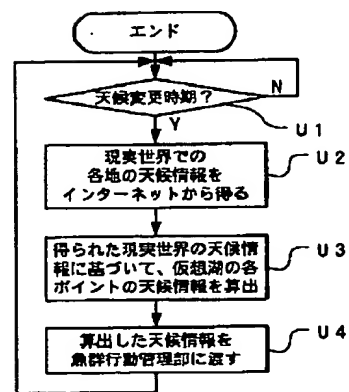 エンド
天候変更時期？
N
Y
U1
現実世界での
各地の天候情報を
インターネットから得る
U2
得られた現実世界の天候情
報に基づいて、仮想湖の各
ポイントの天候情報を算出
U3
算出した天候情報を
魚群行動管理部に渡す
U4